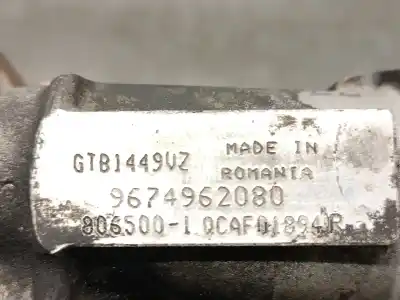 GTB1449VZ MADE IN
ROMANIA
9674962080
806500-1 QCAF01894R